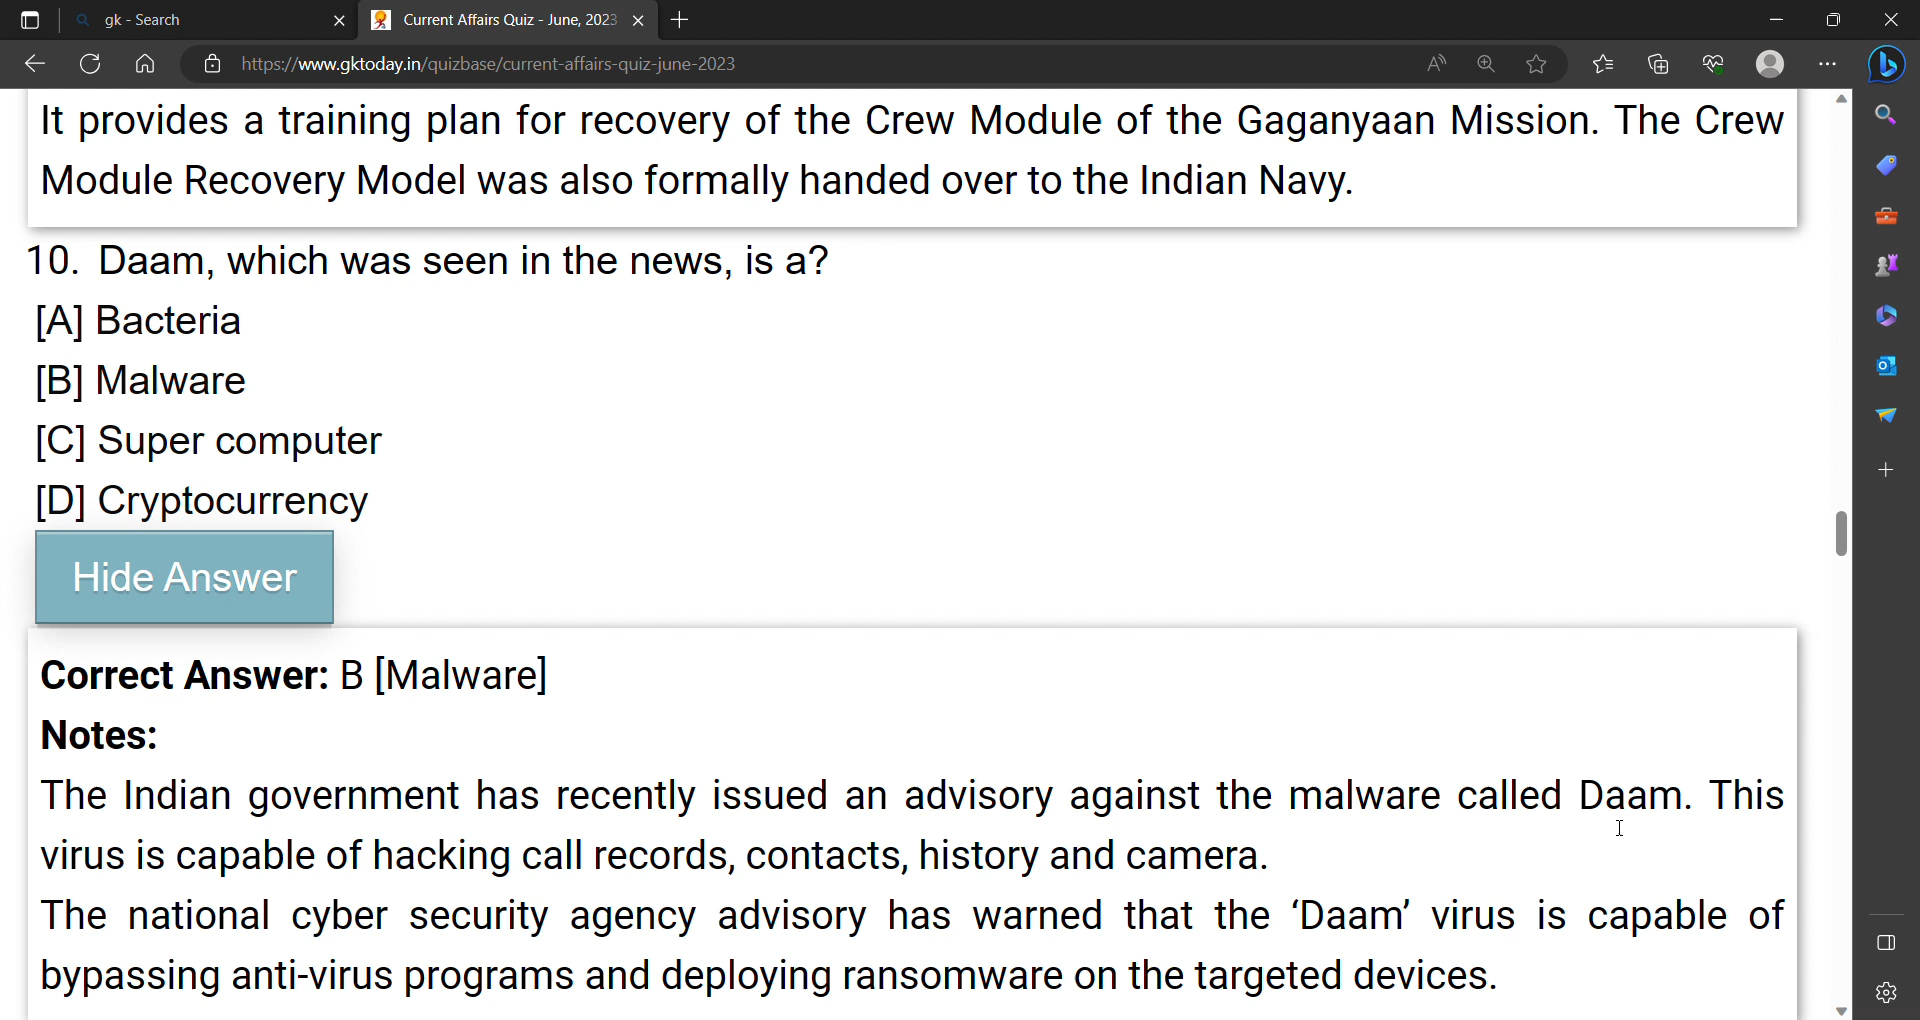 gk - Search
Current Affairs Quiz - June, 2023
https://www.gktoday.in/quizbase/current-affairs-quiz-june-2023
It provides a training plan for recovery of the Crew Module of the Gaganyaan Mission. The Crew
Module Recovery Model was also formally handed over to the Indian Navy.
10. Daam, which was seen in the news, is a?
[A] Bacteria
[B] Malware
[C] Super computer
[D] Cryptocurrency
Hide Answer
Correct Answer: B [Malware]
Notes:
The Indian government has recently issued an advisory against the malware called Daam. This
virus is capable of hacking call records, contacts, history and camera.
The national cyber security agency advisory has warned that the ‘Daam’ virus is capable of
bypassing anti-virus programs and deploying ransomware on the targeted devices.